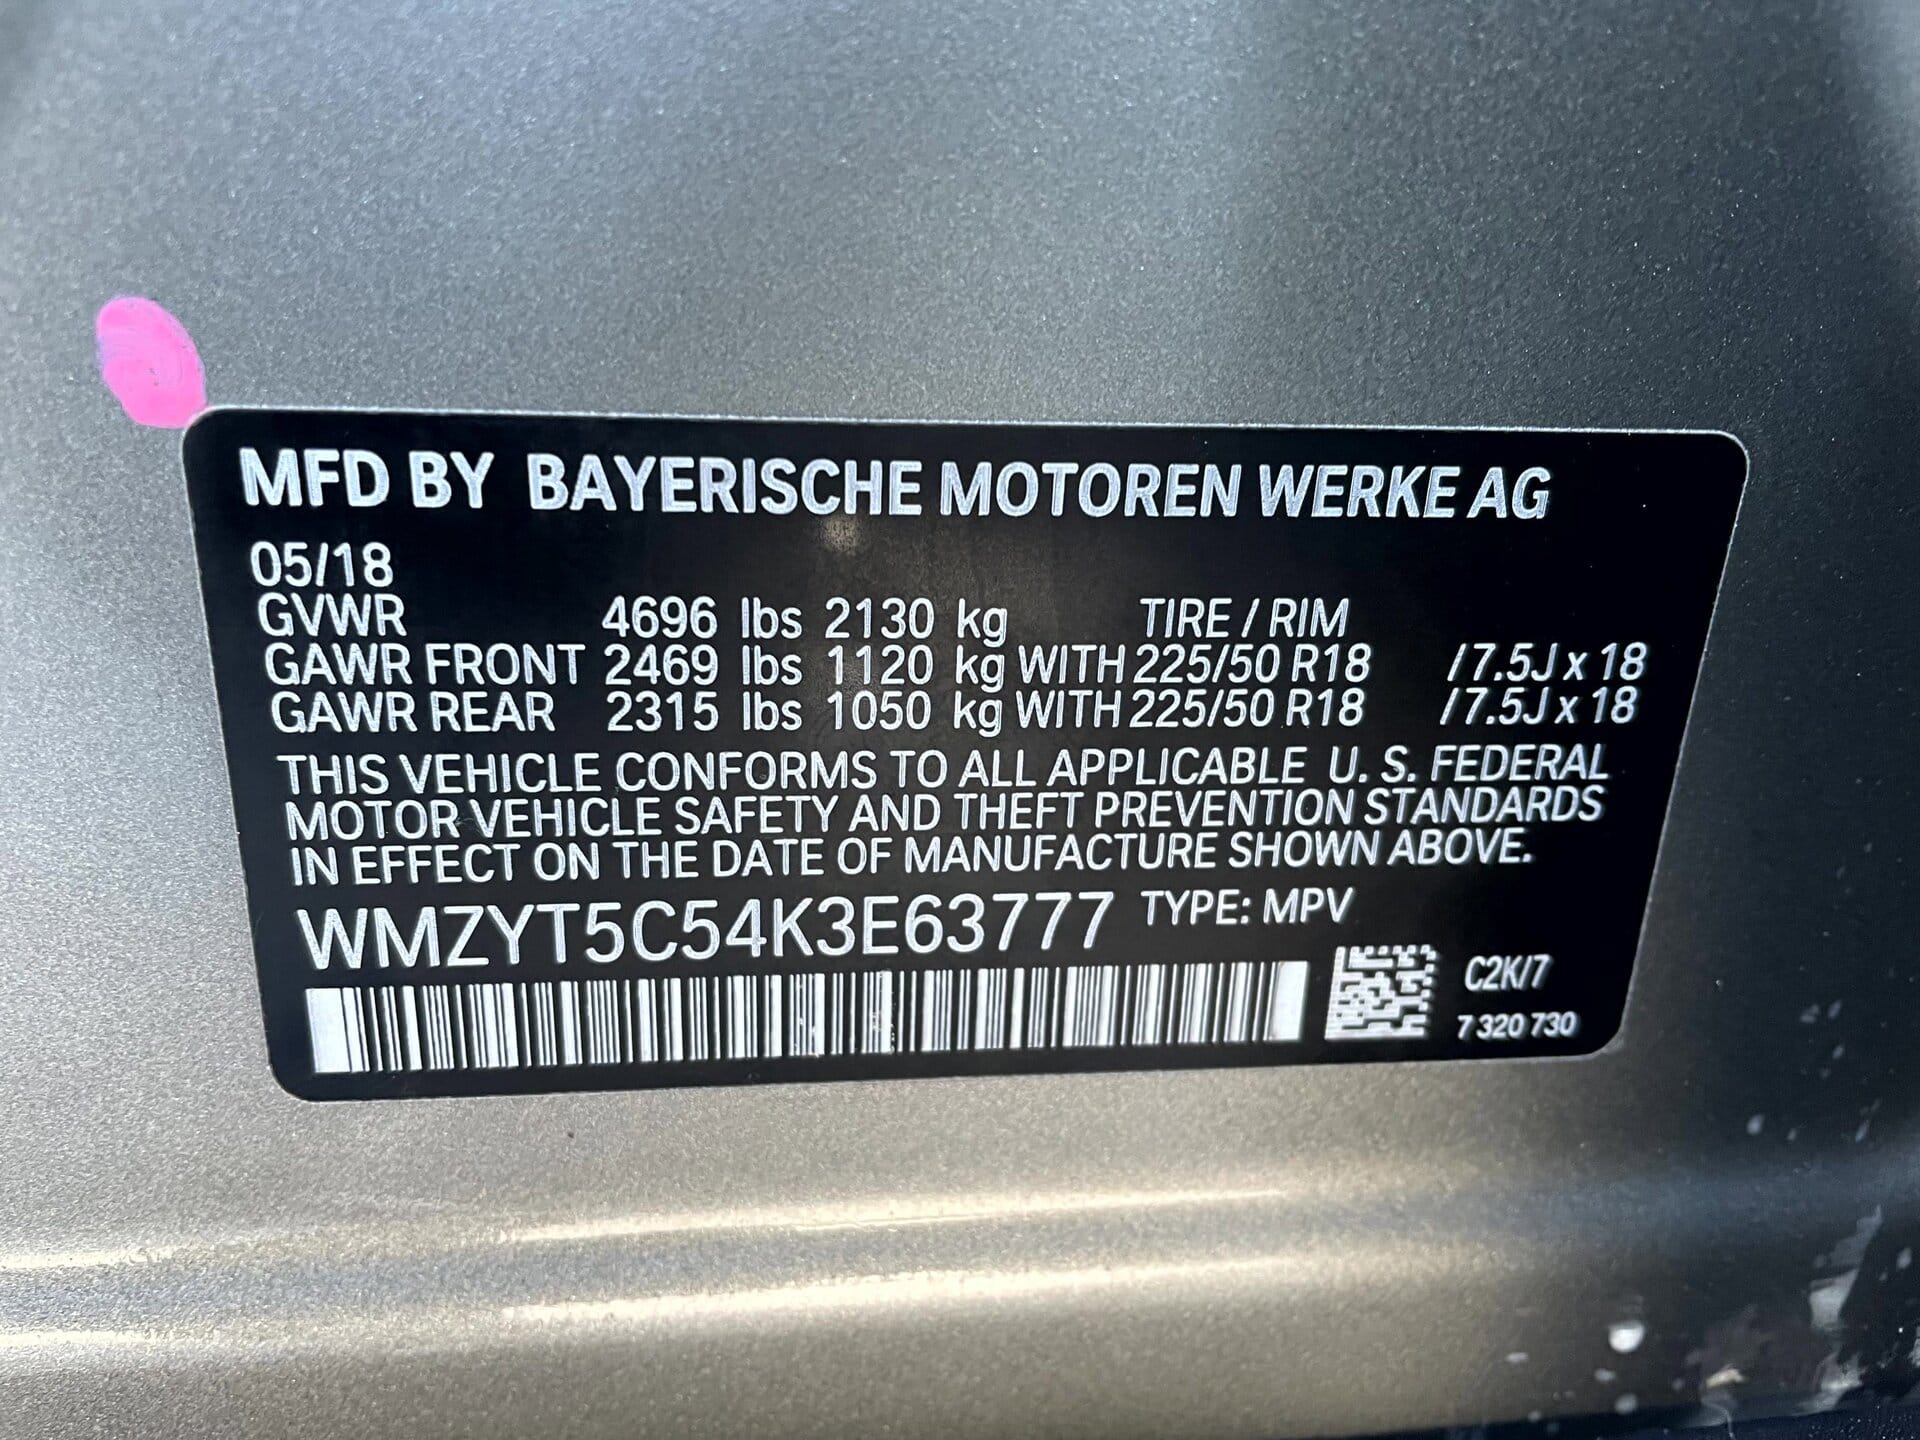 MFD BY BAYERISCHE MOTOREN WERKE AG
05/18
GVWR 4696 lbs 2130 kg TIRE / RIM
GAWR FRONT 2469 lbs 1120 kg WITH 225/50 R18 /7.5J x 18
GAWR REAR 2315 lbs 1050 kg WITH 225/50 R18 /7.5J x 18
THIS VEHICLE CONFORMS TO ALL APPLICABLE U. S. FEDERAL
MOTOR VEHICLE SAFETY AND THEFT PREVENTION STANDARDS
IN EFFECT ON THE DATE OF MANUFACTURE SHOWN ABOVE.
WMZYT5C54K3E63777 TYPE: MPV
C2K/7
7 320 730